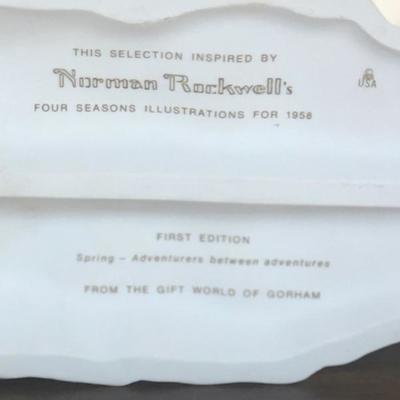 THIS SELECTION INSPIRED BY
Norman Rockwell's
FOUR SEASONS ILLUSTRATIONS FOR 1958
USA
FIRST EDITION
Spring – Adventurers between adventures
FROM THE GIFT WORLD OF GORHAM